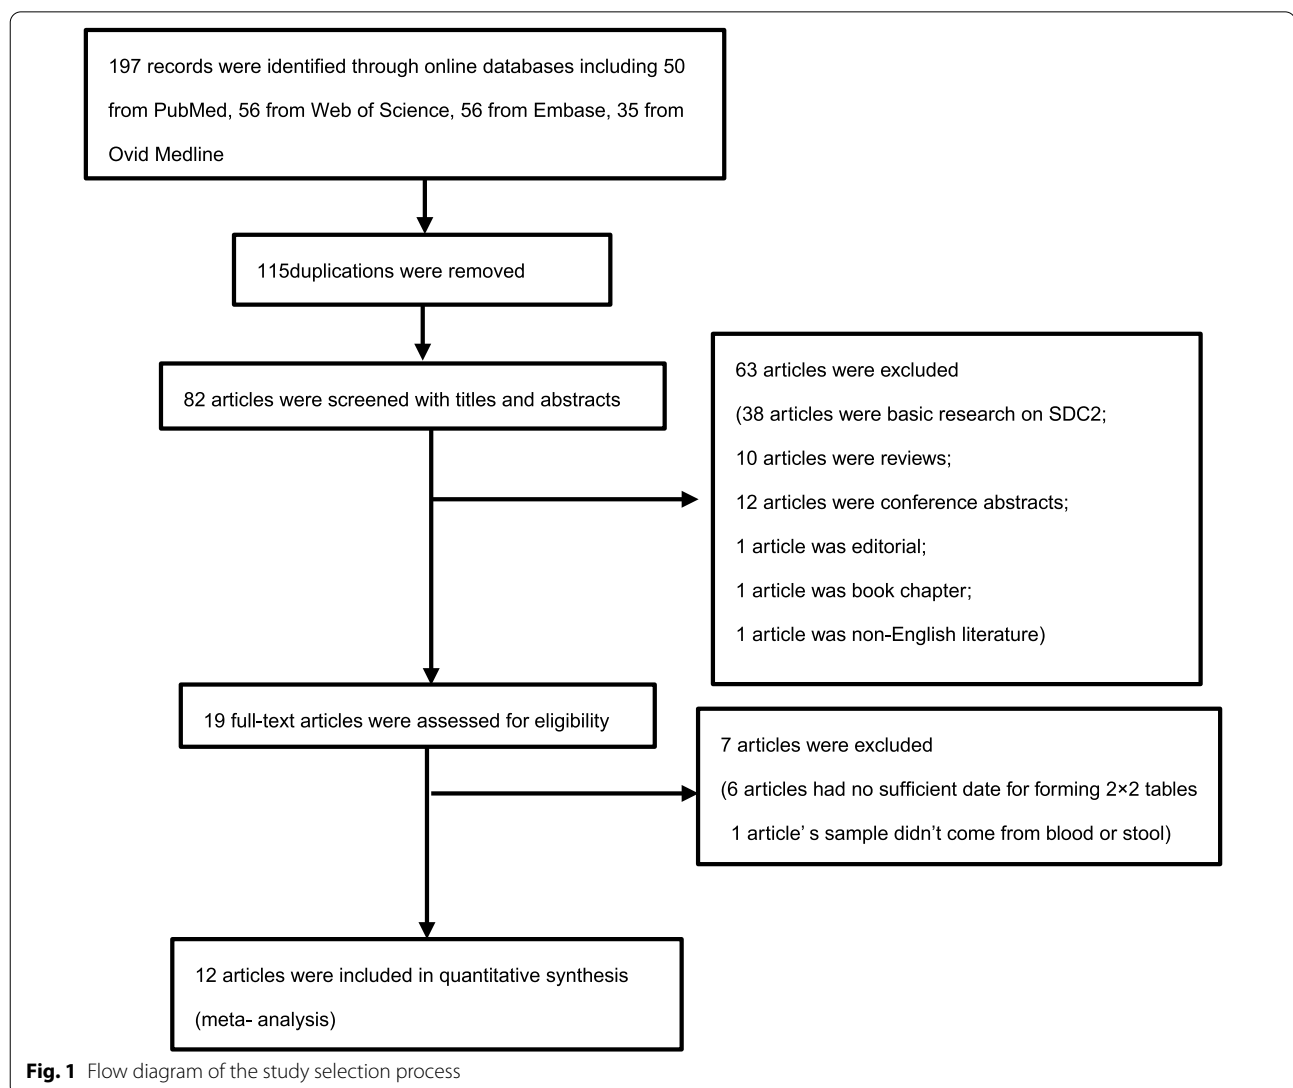 197 records were identified through online databases including 50
from PubMed, 56 from Web of Science, 56 from Embase, 35 from
Ovid Medline
115duplications were removed
82 articles were screened with titles and abstracts
63 articles were excluded
(38 articles were basic research on SDC2;
10 articles were reviews;
12 articles were conference abstracts;
1 article was editorial;
1 article was book chapter;
1 article was non-English literature)
19 full-text articles were assessed for eligibility
7 articles were excluded
(6 articles had no sufficient date for forming 2×2 tables
1 article’ s sample didn’t come from blood or stool)
12 articles were included in quantitative synthesis
(meta- analysis)
Fig. 1 Flow diagram of the study selection process